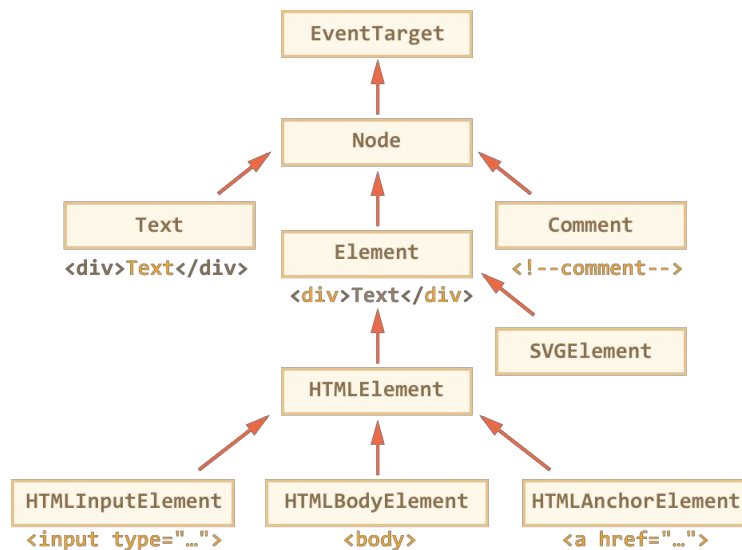 EventTarget
Node
Text
Comment
<div>Text</div>
Element
<!--comment-->
<div>Text</div>
SVGElement
HTMLElement
HTMLInputElement
HTMLBodyElement
HTMLAnchorElement
<input type="…">
<body>
<a href="…">